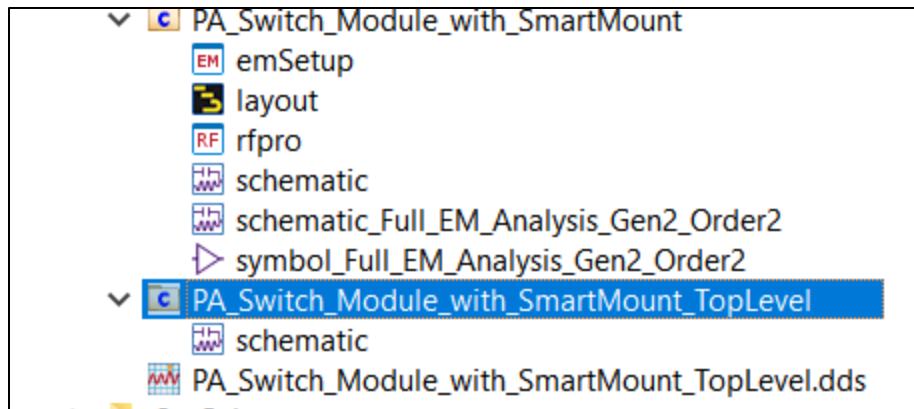 C PA_Switch_Module_with_SmartMount
EM emSetup
layout
RF rfpro
schematic
schematic_Full_EM_Analysis_Gen2_Order2
symbol_Full_EM_Analysis_Gen2_Order2
C PA_Switch_Module_with_SmartMount_TopLevel
schematic
PA_Switch_Module_with_SmartMount_TopLevel.dds